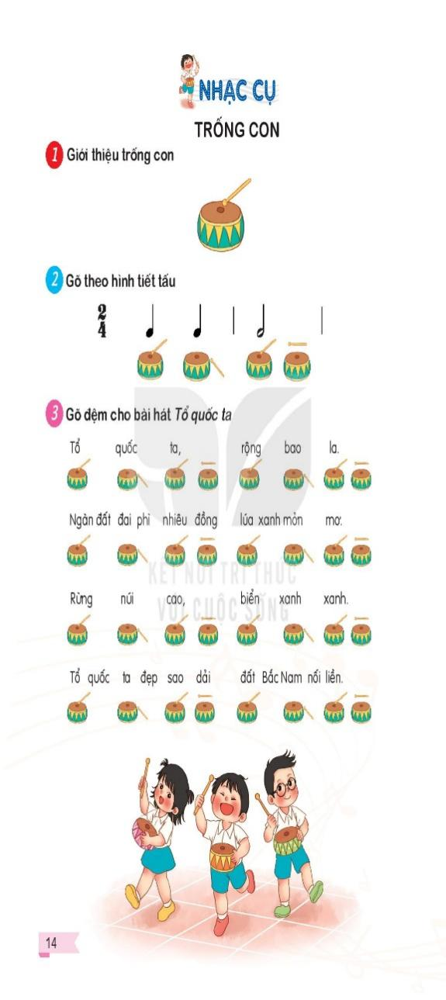 NHẠC CỤ
TRỐNG CON
1 Giới thiệu trống con
2 Gõ theo hình tiết tấu
2
4
3 Gõ đệm cho bài hát Tổ quốc ta
Tổ quốc ta, rộng bao la.
Ngàn đất đai phì nhiêu đồng lúa xanh mỏn mơ.
KẾT NỐI TRI THỨC
Rừng núi cao, biển xanh xanh.
VỚI CUỘC SỐNG
Tổ quốc ta đẹp sao dải đất Bắc Nam nối liền.
14